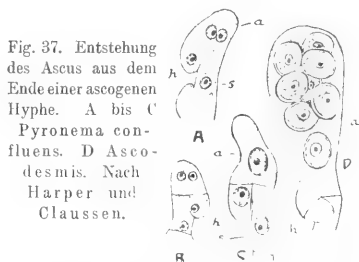 Fig. 37. Entstehung
des Ascus aus dem
Ende einer ascogenen
Hyphe. A bis C
Pyronema con-
fluens. D Asco-
desmis. Nach
Harper und
Claussen.
a
h
s
A
a
D
a
h
h
B
C